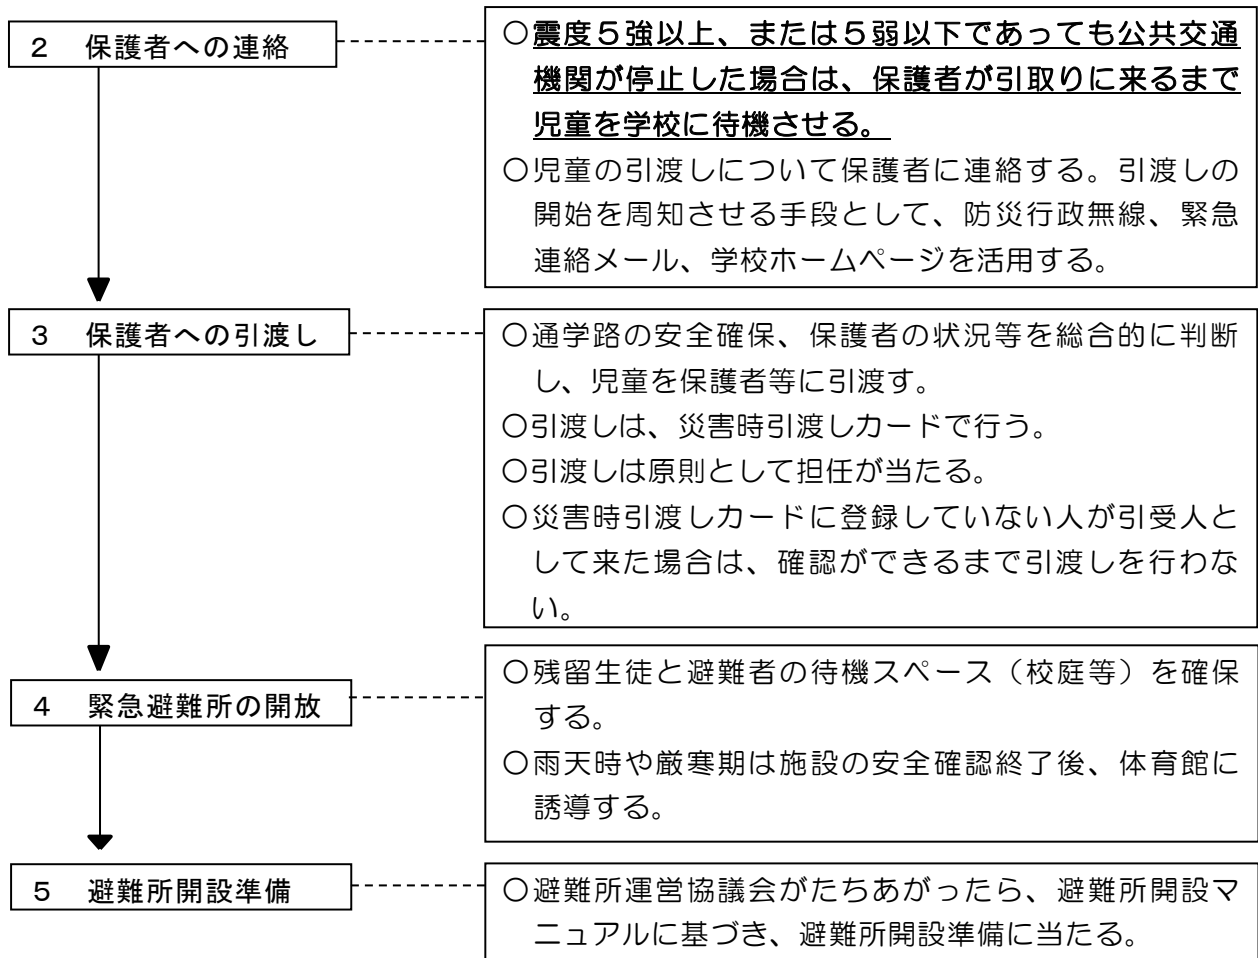 2 保護者への連絡
○震度5強以上、または5弱以下であっても公共交通
機関が停止した場合は、保護者が引取りに来るまで
児童を学校に待機させる。
○児童の引渡しについて保護者に連絡する。引渡しの
開始を周知させる手段として、防災行政無線、緊急
連絡メール、学校ホームページを活用する。
3 保護者への引渡し
○通学路の安全確保、保護者の状況等を総合的に判断
し、児童を保護者等に引渡す。
○引渡しは、災害時引渡しカードで行う。
○引渡しは原則として担任が当たる。
○災害時引渡しカードに登録していない人が引受人と
して来た場合は、確認ができるまで引渡しを行わな
い。
4 緊急避難所の開放
○残留生徒と避難者の待機スペース（校庭等）を確保
する。
○雨天時や厳寒期は施設の安全確認終了後、体育館に
誘導する。
5 避難所開設準備
○避難所運営協議会がたちあがったら、避難所開設マ
ニュアルに基づき、避難所開設準備に当たる。